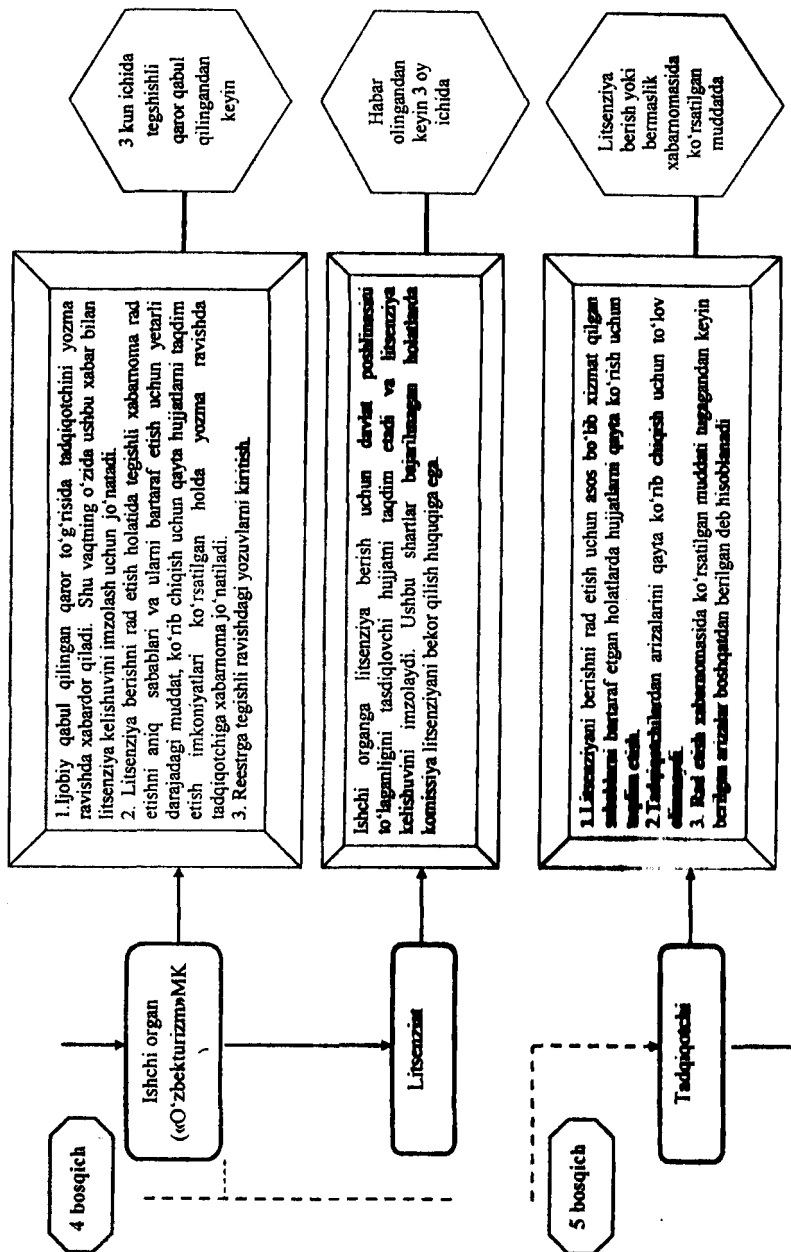 4 bosqich
Ishchi organ
(«O‘zbekturizm»MK
1.Ijobiy qabul qilingan qaror to‘g‘risida tadqiqotchini yozma
ravishda xabardor qiladi. Shu vaqtning o‘zida ushbu xabar bilan
litsenziya kelishuvini imzolash uchun jo‘natadi.
2. Litsenziya berishni rad etish holatida tegishli xabarnoma rad
etishni aniq sabablari va ularni bartaraf etish uchun yetarli
darajadagi muddat, ko‘rib chiqish uchun qayta hujjatlarni taqdim
etish imkoniyatlari ko‘rsatilgan holda yozma ravishda
tadqiqotchiga xabarnoma jo‘natiladi.
3. Reestrga tegishli ravishdagi yozuvlarni kiritish.
3 kun ichida
tegshishli
qaror qabul
qilingandan
keyin
Litsenziat
Ishchi organga litsenziya berish uchun davlat poshlinasini
to‘laganligini tasdiqlovchi hujjatni taqdim etadi va litsenziya
kelishuvini imzolaydi. Ushbu shartlar bajarilmagan holatlarda
komissiya litsenziyani bekor qilish huquqiga ega.
Habar
olingandan
keyin 3 oy
ichida
5 bosqich
Tadqiqotchi
1.Litsenziyani berishni rad etish uchun asos bo‘lib xizmat qilgan
sabablarni bartaraf etgan holatlarda hujjatlarni qayta ko‘rish uchun
taqdim etish.
2.Tadqiqotchilardan arizalarini qayta ko‘rib chiqish uchun to‘lov
olinmaydi.
3. Rad etish xabarnomasida ko‘rsatilgan muddati tugagandan keyin
berilgan arizalar boshqatdan berilgan deb hisoblanadi
Litsenziya
berish yoki
bermaslik
xabarnomasida
ko‘rsatilgan
muddatda